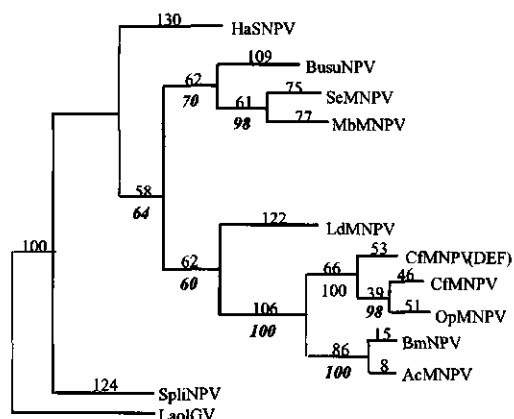 130 HaSNPV
109 BusuNPV
62
70
75 SeMNPV
61
98
77 MbMNPV
58
64
122 LdMNPV
53 CfMNPV(DEF)
100
62
60
66
100
46 CfMNPV
39
98
51 OpMNPV
106
100
15 BmNPV
86
100
8 AcMNPV
124 SpliNPV
LaolGV